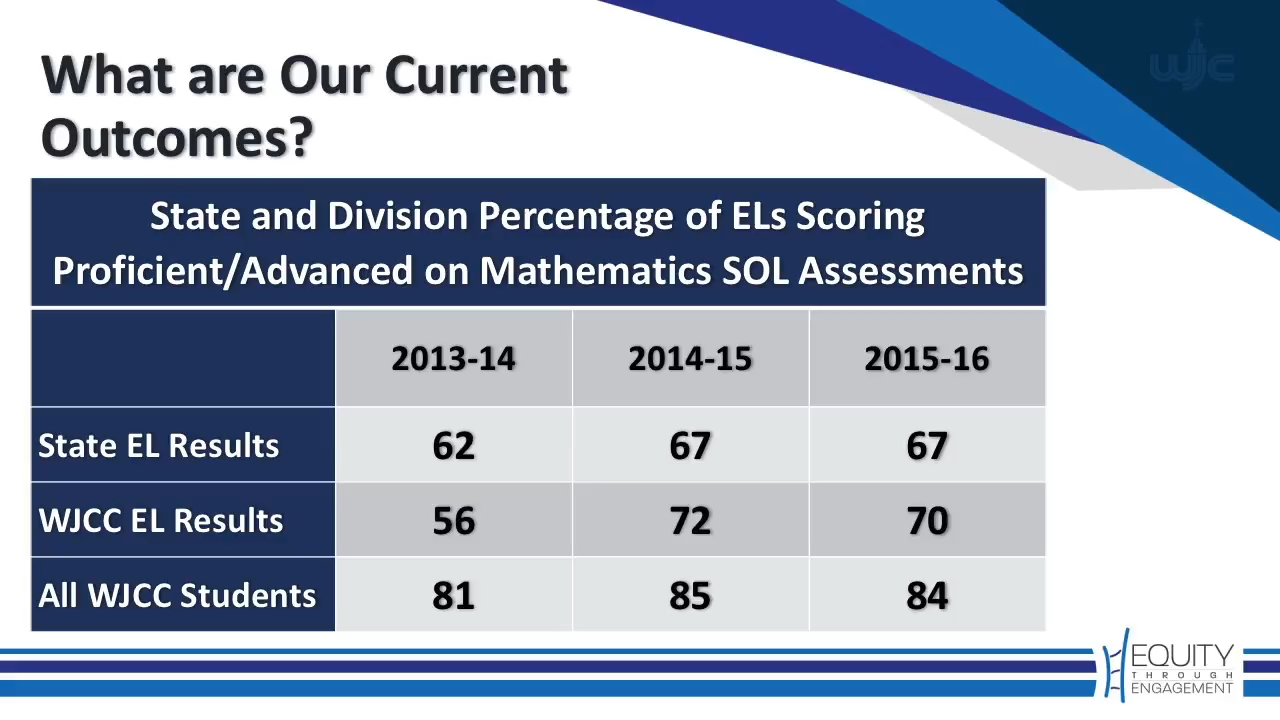 What are Our Current
Outcomes?
State and Division Percentage of ELs Scoring
Proficient/Advanced on Mathematics SOL Assessments
2013-14 2014-15 2015-16
State EL Results 62 67 67
WJCC EL Results 56 72 70
All WJCC Students 81 85 84
EQUITY
THROUGH
ENGAGEMENT